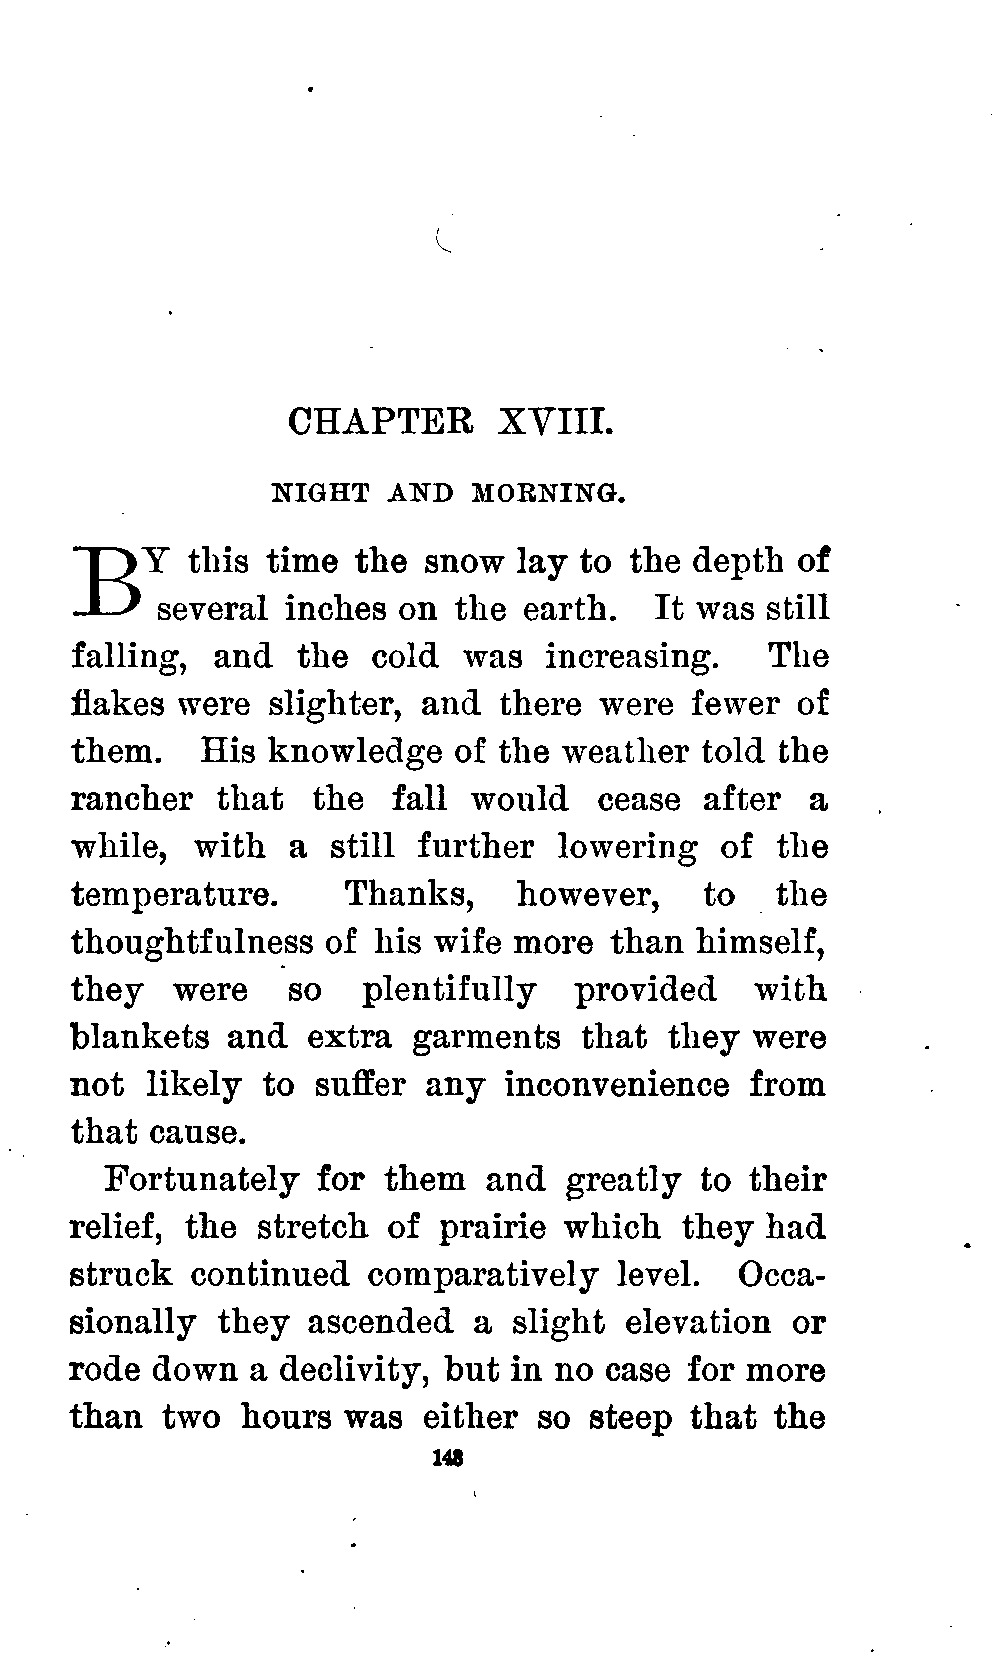 CHAPTER XVIII.
NIGHT AND MORNING.
BY this time the snow lay to the depth of
several inches on the earth. It was still
falling, and the cold was increasing. The
flakes were slighter, and there were fewer of
them. His knowledge of the weather told the
rancher that the fall would cease after a
while, with a still further lowering of the
temperature. Thanks, however, to the
thoughtfulness of his wife more than himself,
they were so plentifully provided with
blankets and extra garments that they were
not likely to suffer any inconvenience from
that cause.
Fortunately for them and greatly to their
relief, the stretch of prairie which they had
struck continued comparatively level. Occa-
sionally they ascended a slight elevation or
rode down a declivity, but in no case for more
than two hours was either so steep that the